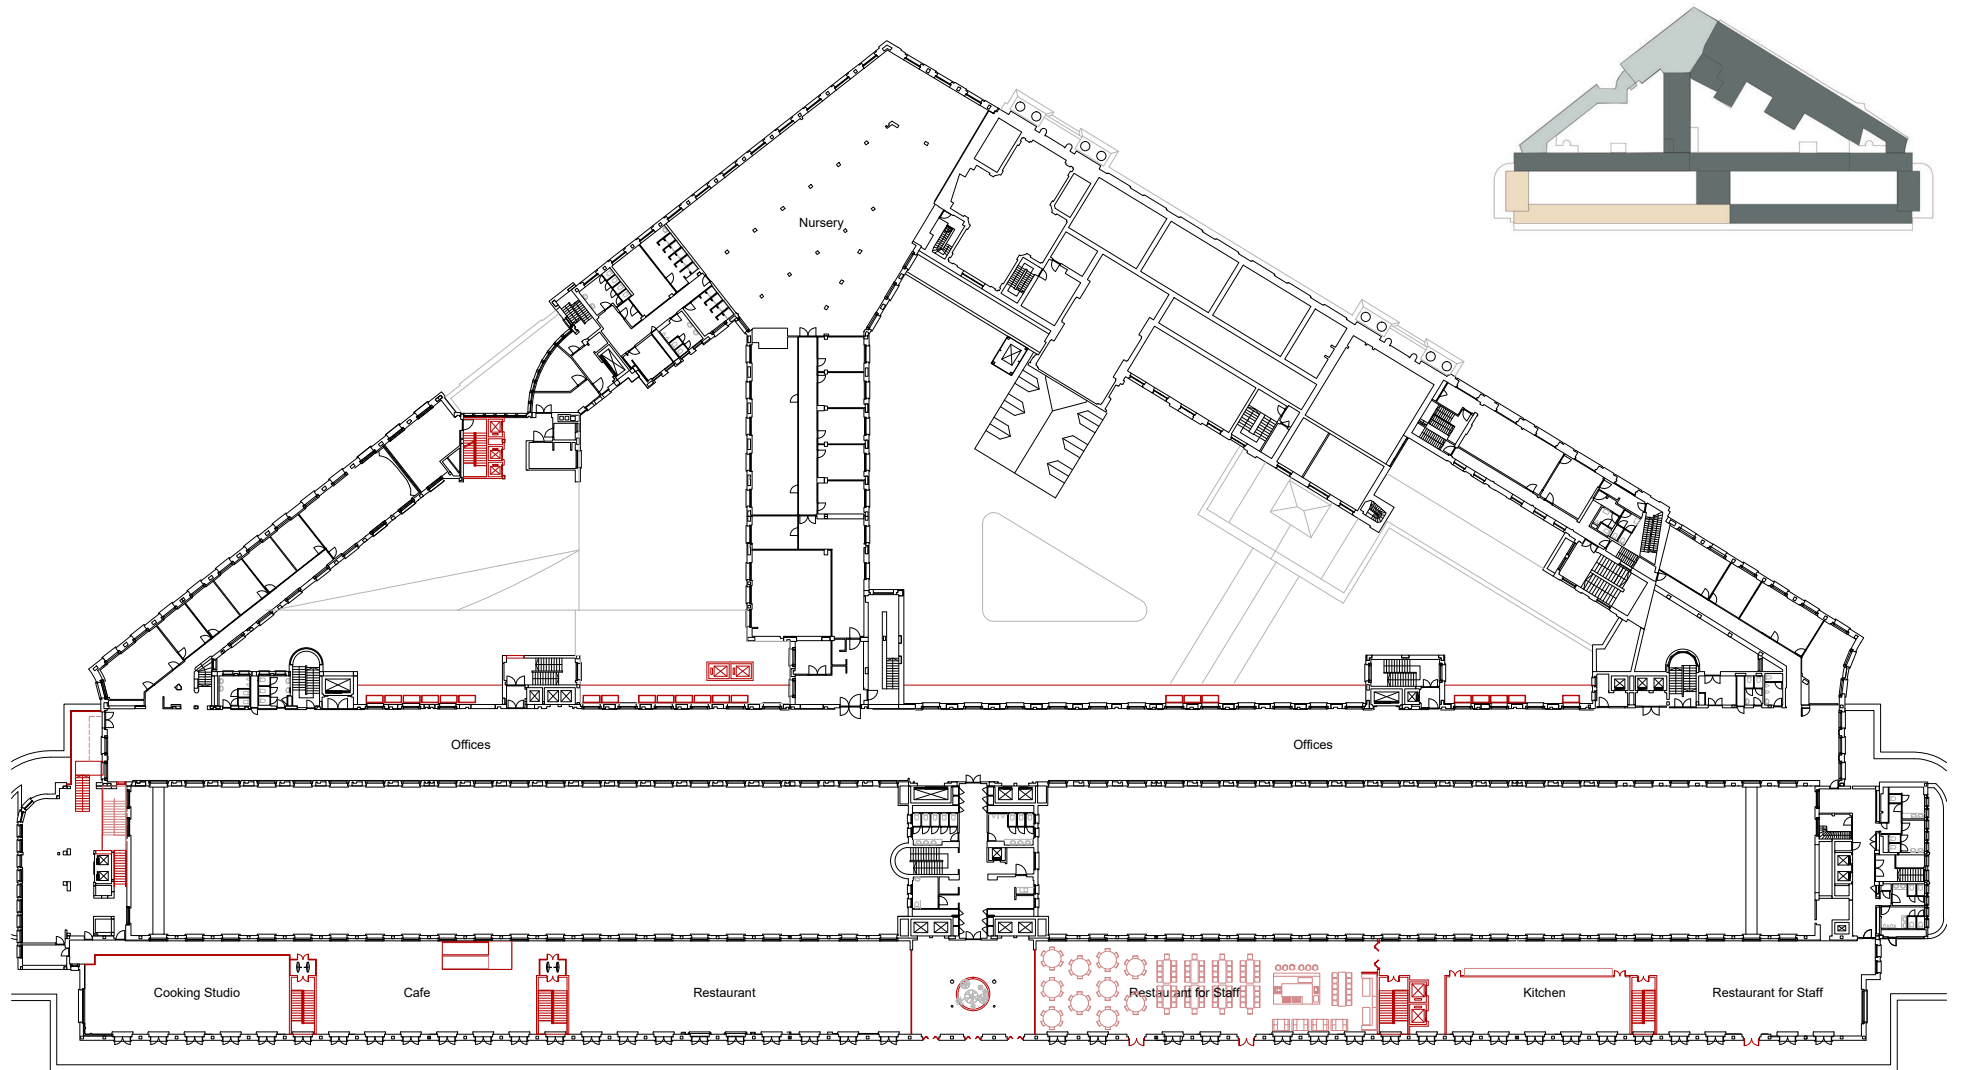 Nursery
Offices
Offices
Cooking Studio
Cafe
Restaurant
Restaurant for Staff
Kitchen
Restaurant for Staff